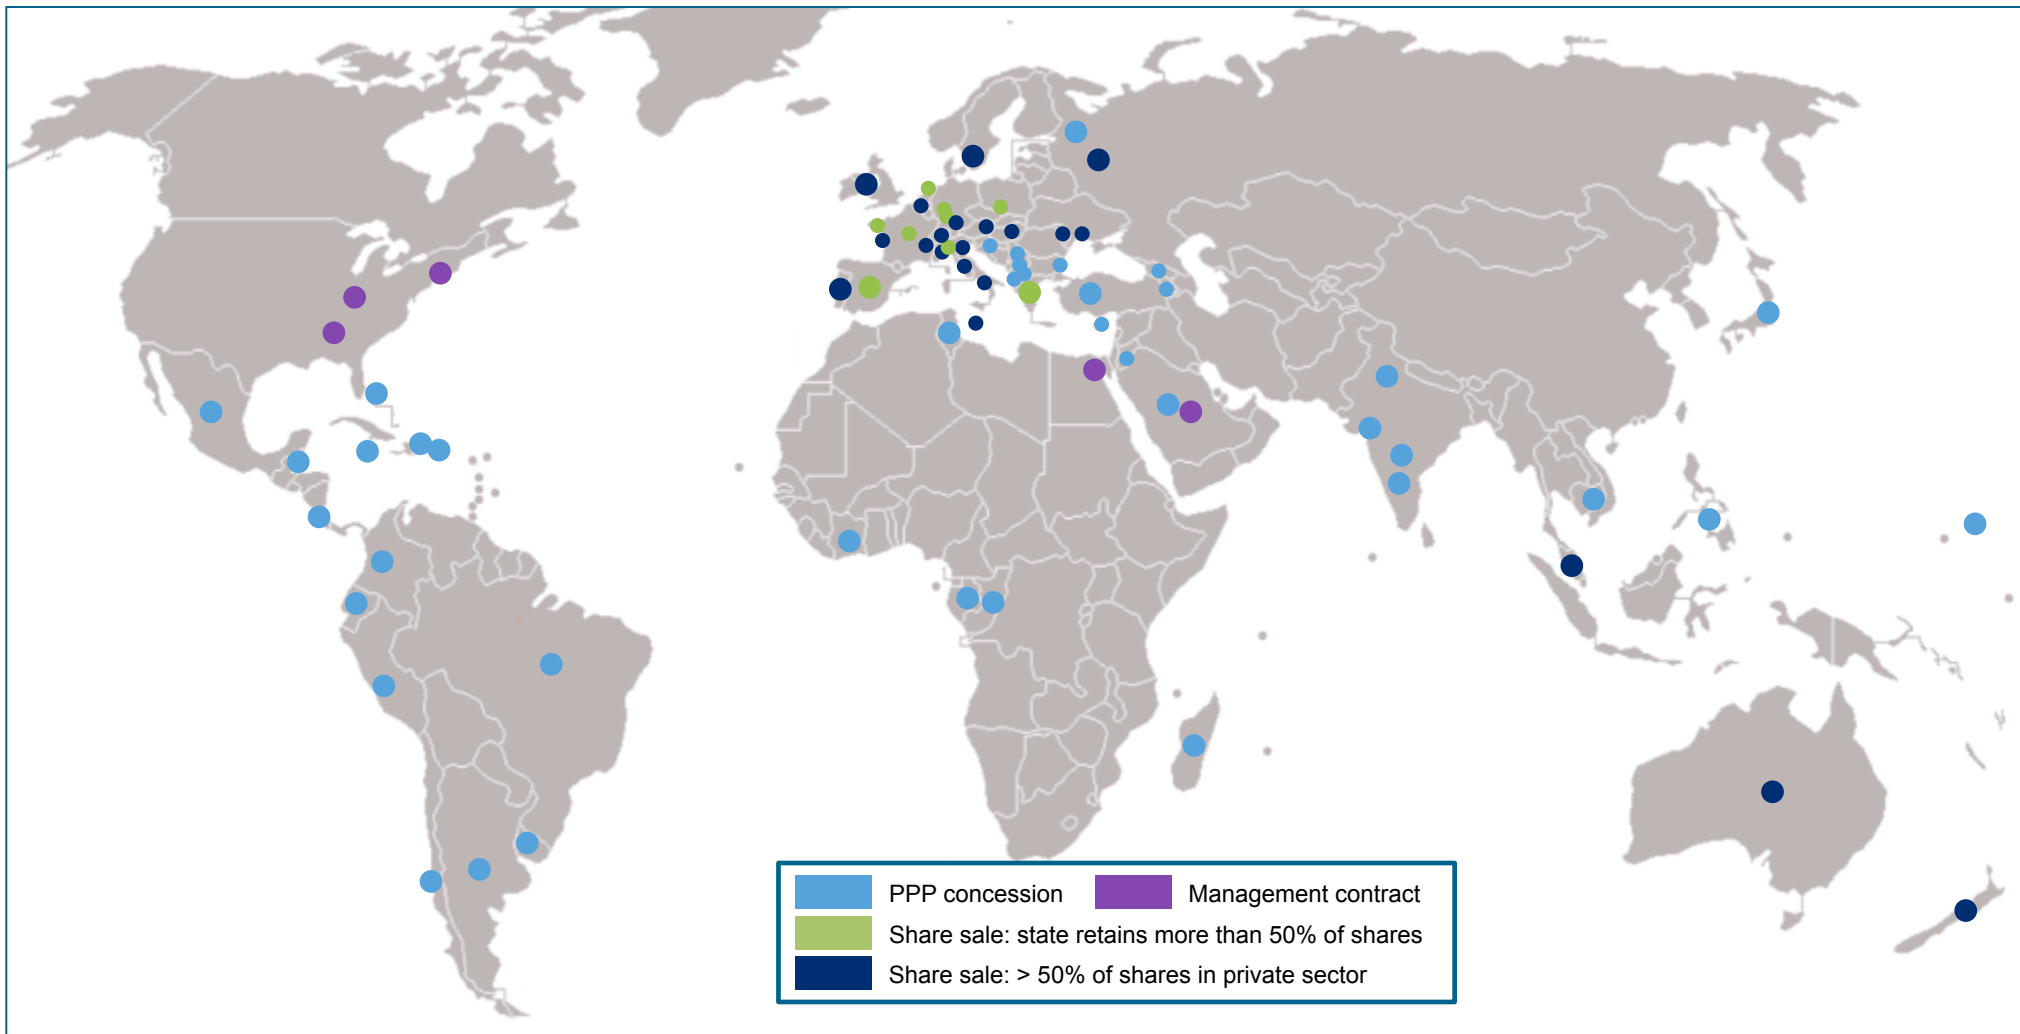 PPP concession
Management contract
Share sale: state retains more than 50% of shares
Share sale: > 50% of shares in private sector